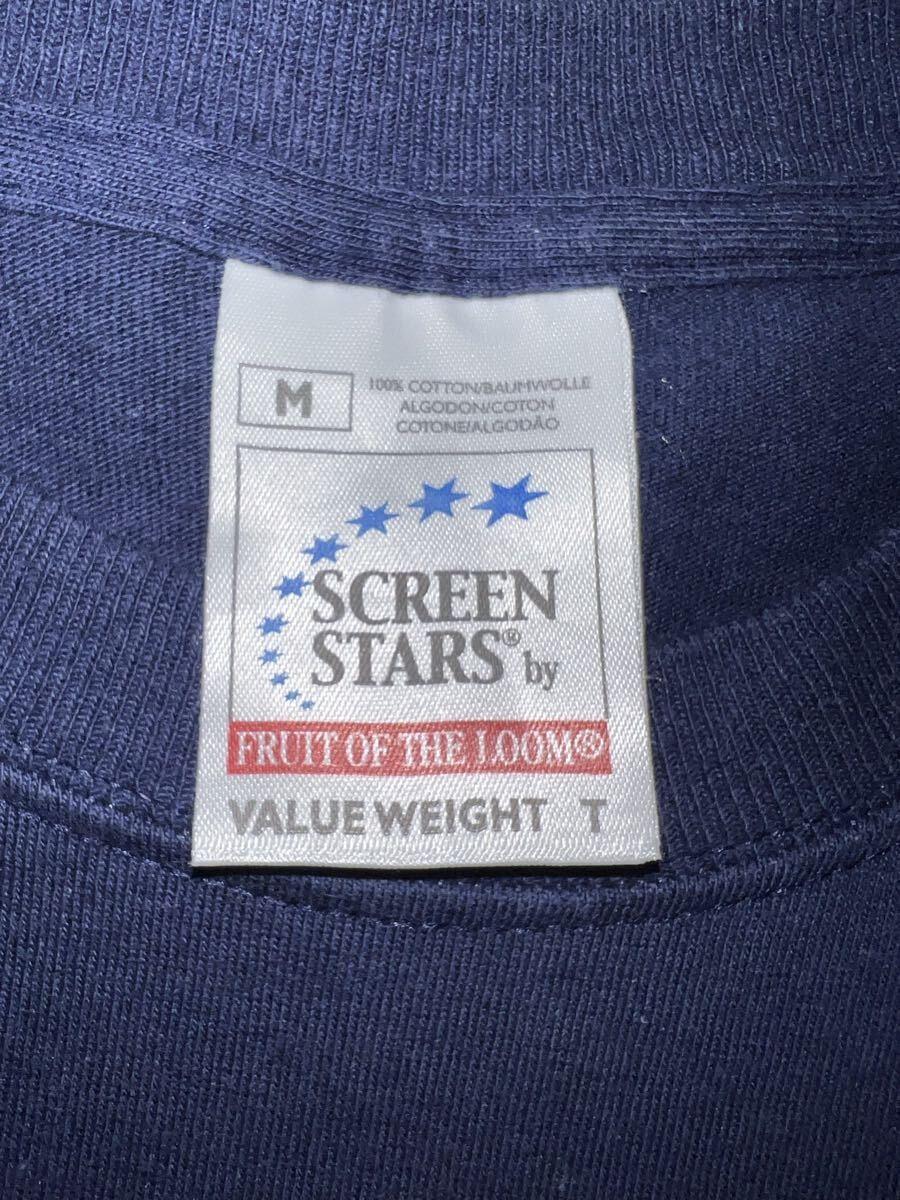 M
100% COTTON/BAUMWOLLE
ALGODON/COTON
COTONE/ALGODÃO
SCREEN
STARS® by
FRUIT OF THE LOOM®
VALUE WEIGHT T